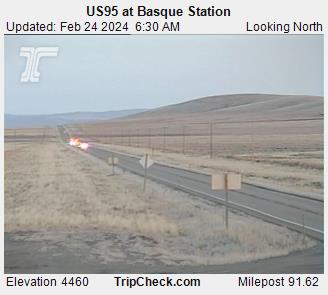 US95 at Basque Station
Updated: Feb 24 2024 6:30 AM Looking North
Elevation 4460 TripCheck.com Milepost 91.62